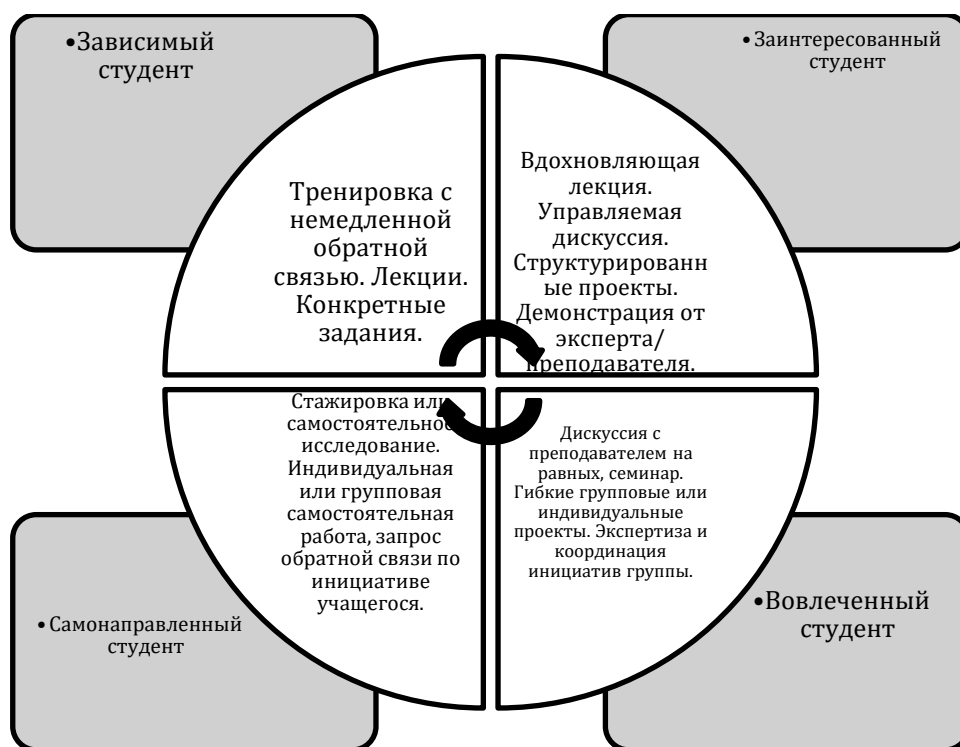 •Зависимый
студент
•Заинтересованный
студент
Тренировка с
немедленной
обратной
связью. Лекции.
Конкретные
задания.
Вдохновляющая
лекция.
Управляемая
дискуссия.
Структурированн
ые проекты.
Демонстрация от
эксперта/
преподавателя.
Стажировка или
самостоятельное
исследование.
Индивидуальная
или групповая
самостоятельная
работа, запрос
обратной связи по
инициативе
учащегося.
Дискуссия с
преподавателем на
равных, семинар.
Гибкие групповые или
индивидуальные
проекты. Экспертиза и
координация
инициатив группы.
•Самонаправленный
студент
•Вовлеченный
студент